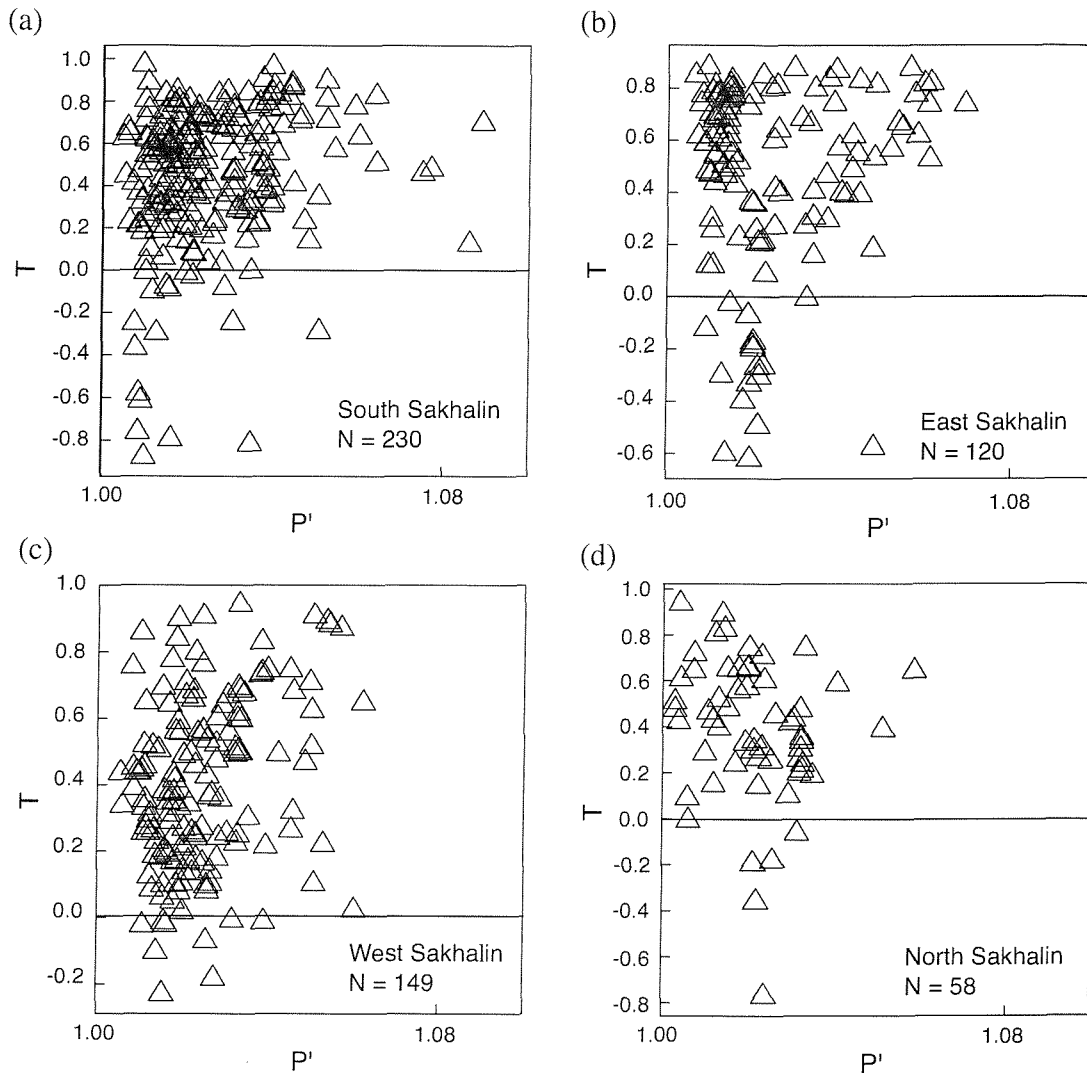 (a)
1.0
0.8
0.6
0.4
0.2
0.0
-0.2
-0.4
-0.6
-0.8
T
South Sakhalin
N = 230
1.00
1.08
P'
(b)
0.8
0.6
0.4
0.2
0.0
-0.2
-0.4
-0.6
T
East Sakhalin
N = 120
1.00
1.08
P'
(c)
1.0
0.8
0.6
0.4
0.2
0.0
-0.2
T
West Sakhalin
N = 149
1.00
1.08
P'
(d)
1.0
0.8
0.6
0.4
0.2
0.0
-0.2
-0.4
-0.6
-0.8
T
North Sakhalin
N = 58
1.00
1.08
P'